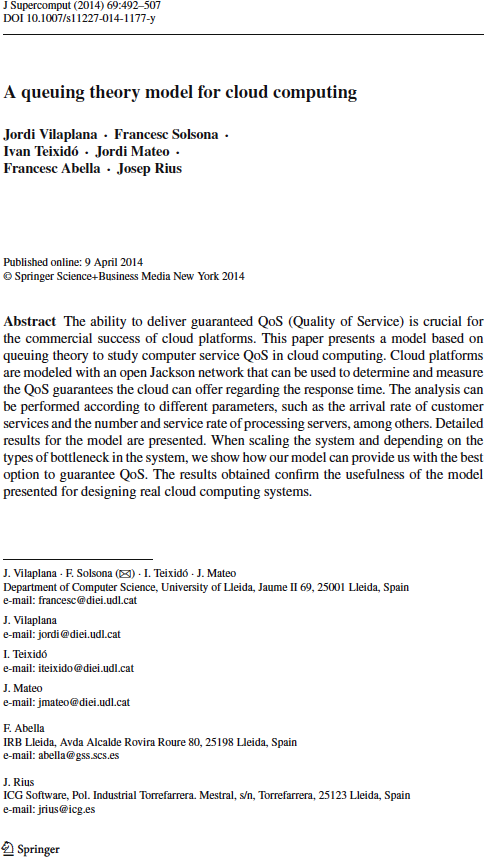 J Supercomput (2014) 69:492–507
DOI 10.1007/s11227-014-1177-y
A queuing theory model for cloud computing
Jordi Vilaplana · Francesc Solsona ·
Ivan Teixidó · Jordi Mateo ·
Francesc Abella · Josep Rius
Published online: 9 April 2014
© Springer Science+Business Media New York 2014
Abstract The ability to deliver guaranteed QoS (Quality of Service) is crucial for
the commercial success of cloud platforms. This paper presents a model based on
queuing theory to study computer service QoS in cloud computing. Cloud platforms
are modeled with an open Jackson network that can be used to determine and measure
the QoS guarantees the cloud can offer regarding the response time. The analysis can
be performed according to different parameters, such as the arrival rate of customer
services and the number and service rate of processing servers, among others. Detailed
results for the model are presented. When scaling the system and depending on the
types of bottleneck in the system, we show how our model can provide us with the best
option to guarantee QoS. The results obtained confirm the usefulness of the model
presented for designing real cloud computing systems.
J. Vilaplana · F. Solsona (✉) · I. Teixidó · J. Mateo
Department of Computer Science, University of Lleida, Jaume II 69, 25001 Lleida, Spain
e-mail: francesc@diei.udl.cat
J. Vilaplana
e-mail: jordi@diei.udl.cat
I. Teixidó
e-mail: iteixido@diei.udl.cat
J. Mateo
e-mail: jmateo@diei.udl.cat
F. Abella
IRB Lleida, Avda Alcalde Rovira Roure 80, 25198 Lleida, Spain
e-mail: abella@gss.scs.es
J. Rius
ICG Software, Pol. Industrial Torrefarrera. Mestral, s/n, Torrefarrera, 25123 Lleida, Spain
e-mail: jrius@icg.es
Springer